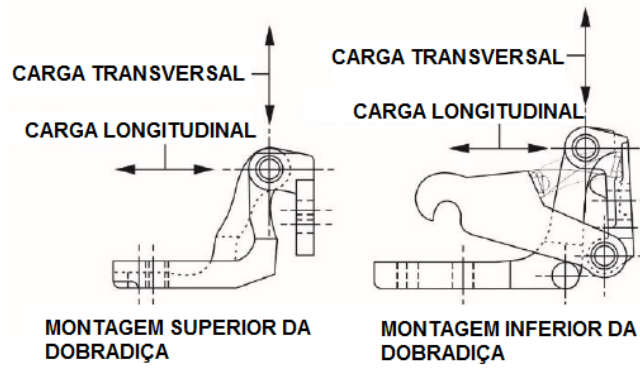 CARGA TRANSVERSAL
CARGA LONGITUDINAL
MONTAGEM SUPERIOR DA
DOBRADIÇA
CARGA TRANSVERSAL
CARGA LONGITUDINAL
MONTAGEM INFERIOR DA
DOBRADIÇA